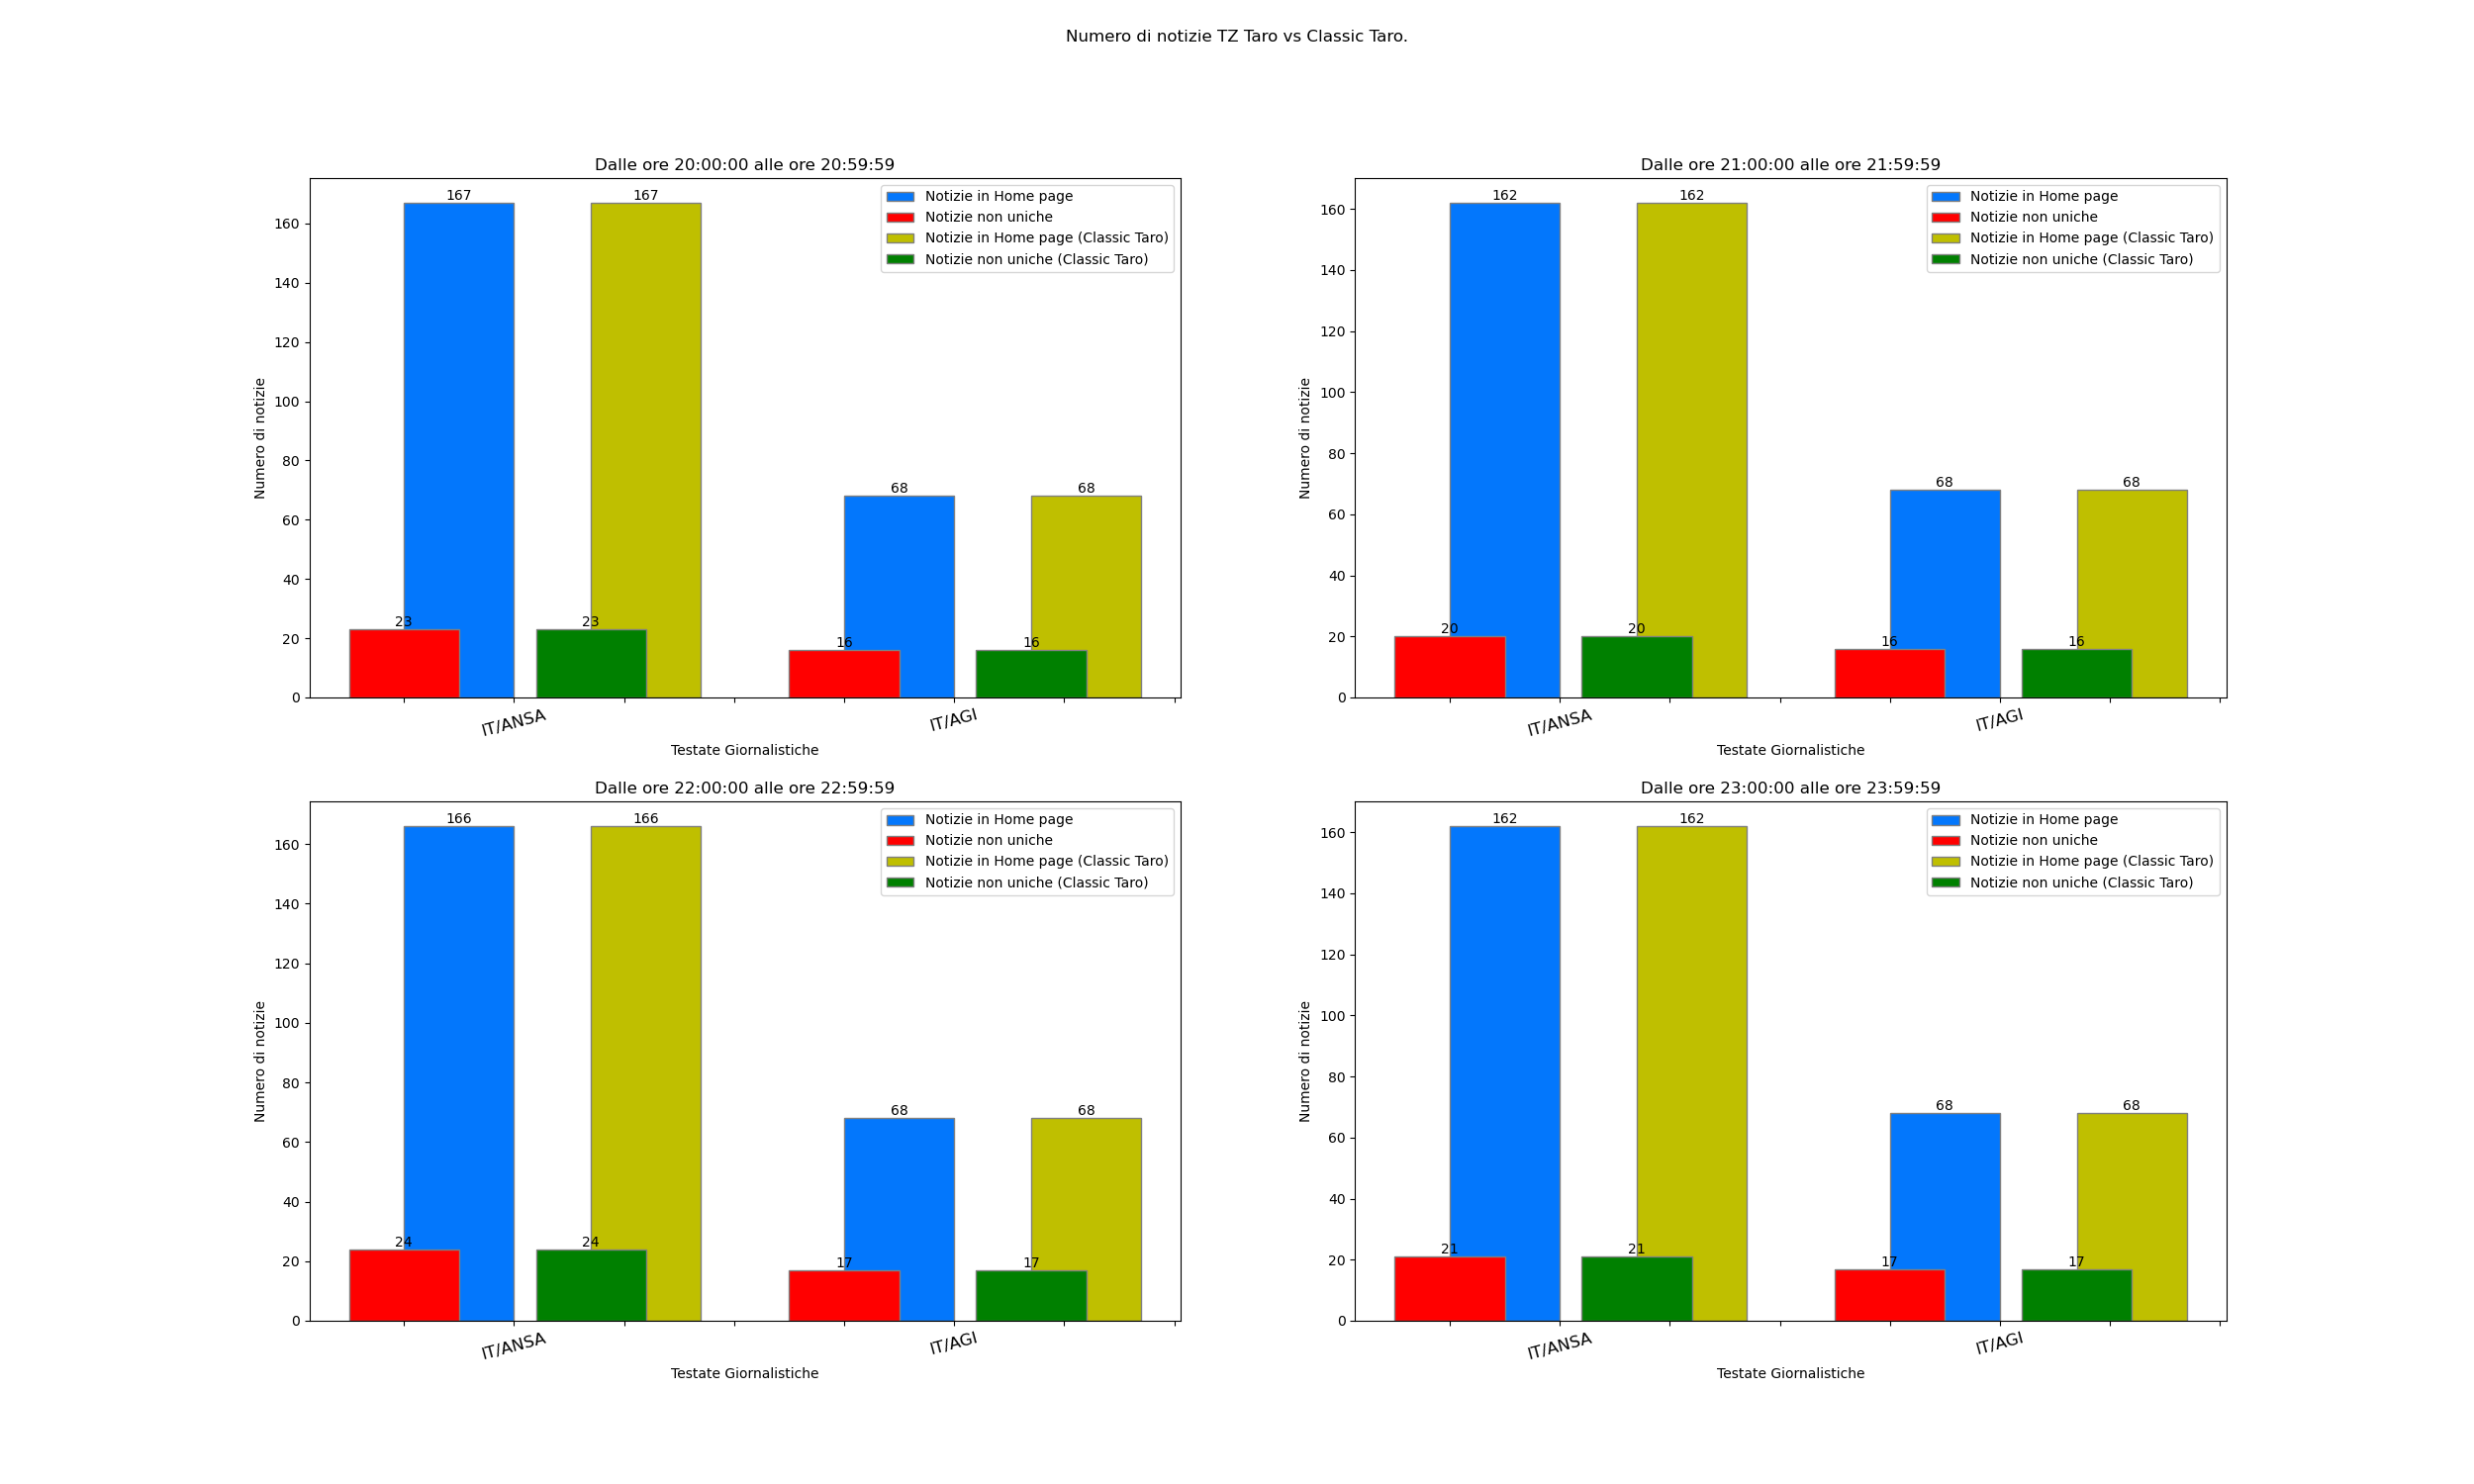 Numero di notizie TZ Taro vs Classic Taro.
Dalle ore 20:00:00 alle ore 20:59:59
Numero di notizie
160
140
120
100
80
60
40
20
0
167
167
68
68
23
23
16
16
Notizie in Home page
Notizie non uniche
Notizie in Home page (Classic Taro)
Notizie non uniche (Classic Taro)
IT/ANSA
IT/AGI
Testate Giornalistiche
Dalle ore 21:00:00 alle ore 21:59:59
Numero di notizie
160
140
120
100
80
60
40
20
0
162
162
68
68
20
20
16
16
Notizie in Home page
Notizie non uniche
Notizie in Home page (Classic Taro)
Notizie non uniche (Classic Taro)
IT/ANSA
IT/AGI
Testate Giornalistiche
Dalle ore 22:00:00 alle ore 22:59:59
Numero di notizie
160
140
120
100
80
60
40
20
0
166
166
68
68
24
24
17
17
Notizie in Home page
Notizie non uniche
Notizie in Home page (Classic Taro)
Notizie non uniche (Classic Taro)
IT/ANSA
IT/AGI
Testate Giornalistiche
Dalle ore 23:00:00 alle ore 23:59:59
Numero di notizie
160
140
120
100
80
60
40
20
0
162
162
68
68
21
21
17
17
Notizie in Home page
Notizie non uniche
Notizie in Home page (Classic Taro)
Notizie non uniche (Classic Taro)
IT/ANSA
IT/AGI
Testate Giornalistiche